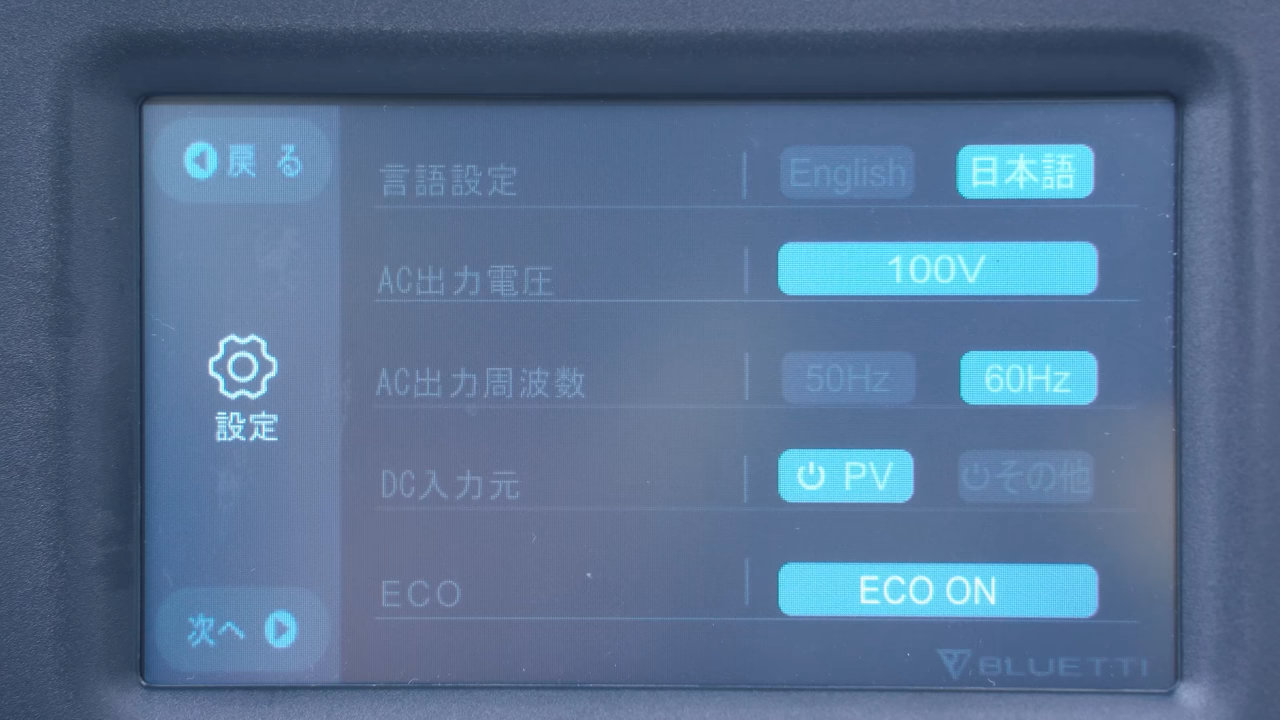 戻る
言語設定 English 日本語
AC出力電圧 100V
AC出力周波数 50Hz 60Hz
設定
DC入力元 PV その他
ECO ECO ON
次へ
BLUETTI